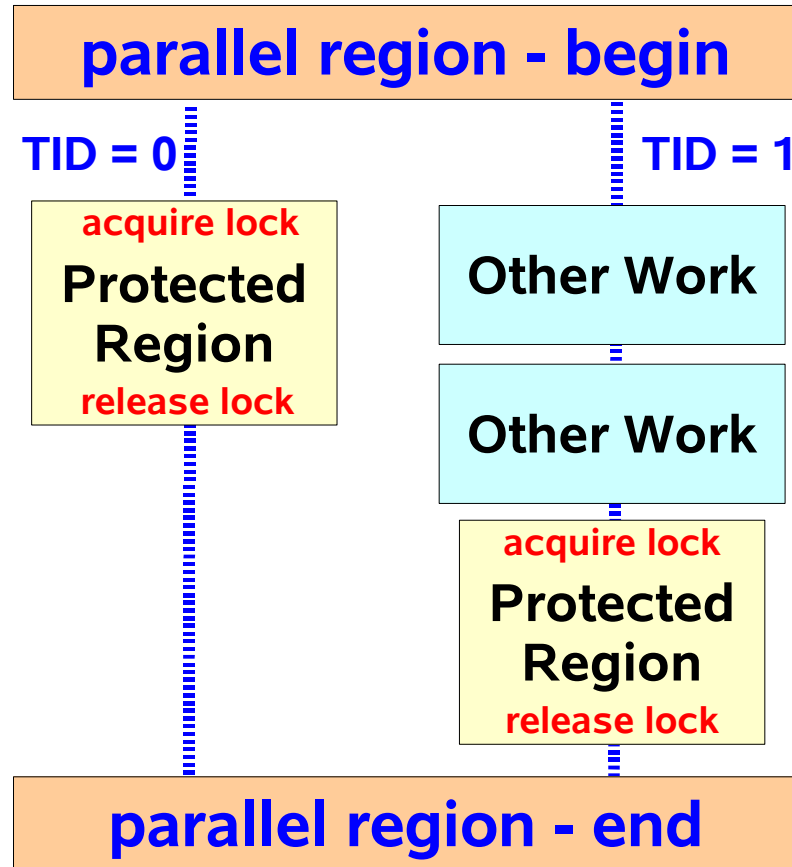 parallel region - begin
TID = 0
TID = 1
acquire lock
Protected
Region
release lock
Other Work
Other Work
acquire lock
Protected
Region
release lock
parallel region - end